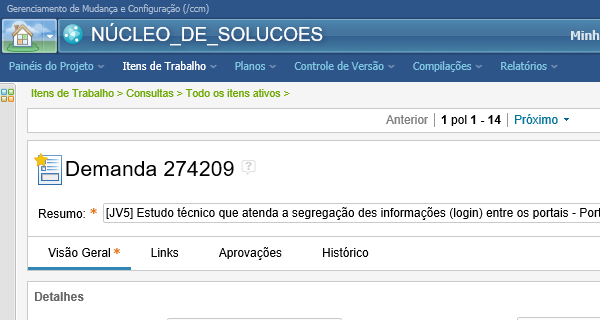 Gerenciamento de Mudança e Configuração (/ccm)
NÚCLEO_DE_SOLUCOES
Minh
Painéis do Projeto Itens de Trabalho Planos Controle de Versão Compilações Relatórios
Itens de Trabalho > Consultas > Todo os itens ativos >
Anterior | 1 pol 1 - 14 | Próximo
Demanda 274209 ?
Resumo: * [JV5] Estudo técnico que atenda a segregação des informações (login) entre os portais - Port
Visão Geral * Links Aprovações Histórico
Detalhes